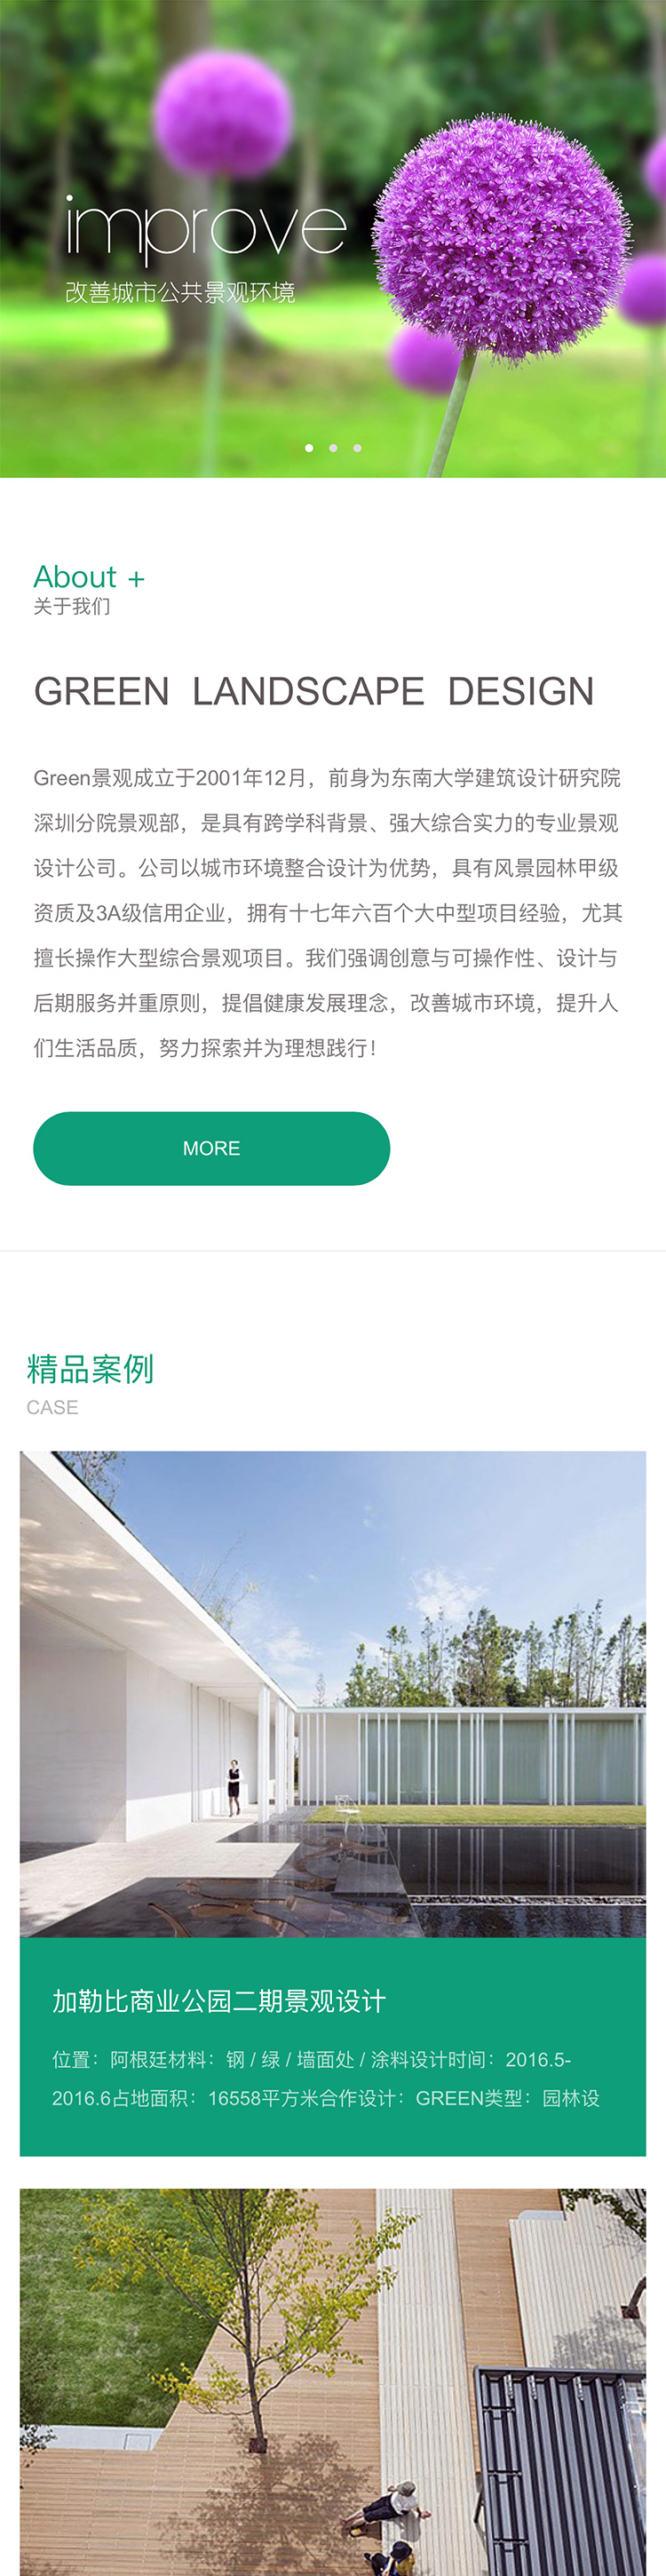 improve
改善城市公共景观环境
About +
关于我们
GREEN LANDSCAPE DESIGN
Green景观成立于2001年12月，前身为东南大学建筑设计研究院
深圳分院景观部，是具有跨学科背景、强大综合实力的专业景观
设计公司。公司以城市环境整合设计为优势，具有风景园林甲级
资质及3A级信用企业，拥有十七年六百个大中型项目经验，尤其
擅长操作大型综合景观项目。我们强调创意与可操作性、设计与
后期服务并重原则，提倡健康发展理念，改善城市环境，提升人
们生活品质，努力探索并为理想践行！
MORE
精品案例
CASE
加勒比商业公园二期景观设计
位置：阿根廷材料：钢 / 绿 / 墙面处 / 涂料设计时间：2016.5-
2016.6占地面积：16558平方米合作设计：GREEN类型：园林设